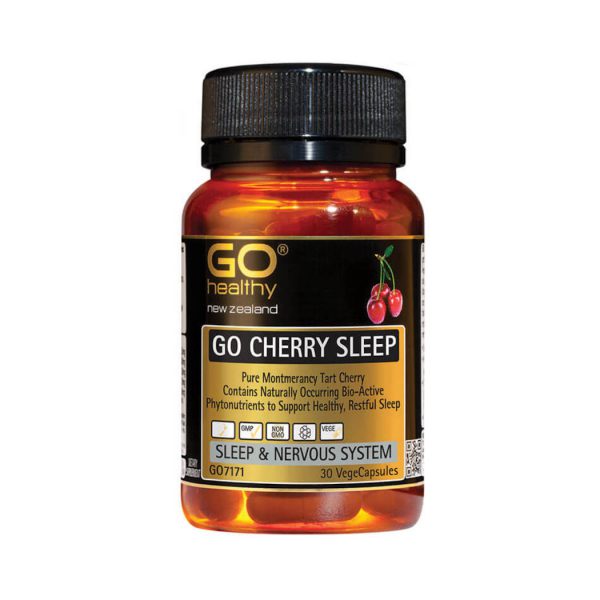 GO®
healthy
new zealand
GO CHERRY SLEEP
Pure Montmerancy Tart Cherry
Contains Naturally Occurring Bio-Active
Phytonutrients to Support Healthy, Restful Sleep
GMP
NON
GMO
VEGE
SLEEP & NERVOUS SYSTEM
GO7171
30 VegeCapsules